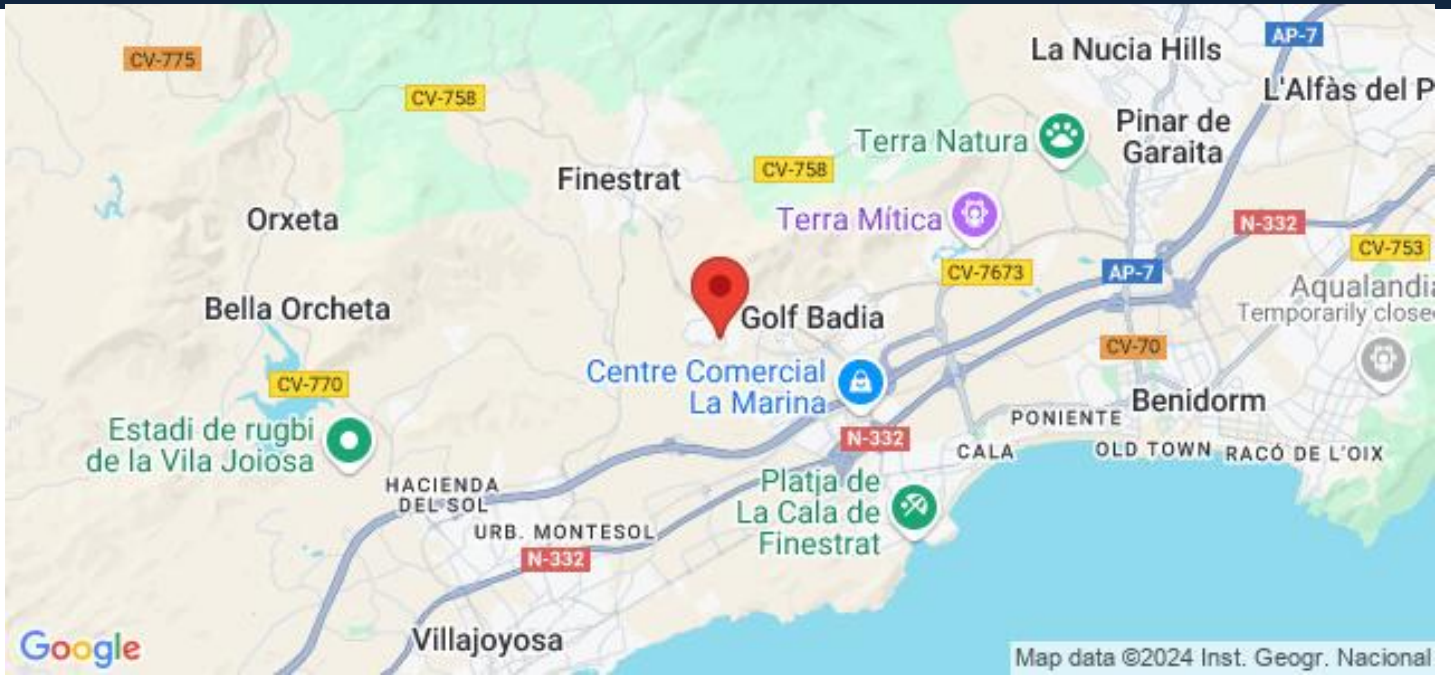 AP-7
La Nucia Hills
CV-775
L'Alfàs del P
CV-758
Pinar de
Garaita
Terra Natura
CV-758
Finestrat
Orxeta
Terra Mítica
N-332
CV-753
CV-7673
AP-7
Aqualandia
Temporarily close
Bella Orcheta
Golf Badia
CV-70
Centre Comercial
La Marina
CV-770
Benidorm
PONIENTE
Estadi de rugbi
de la Vila Joiosa
N-332
CALA
OLD TOWN
RACÓ DE L'OIX
HACIENDA
DEL SOL
Platja de
La Cala de
Finestrat
URB. MONTESOL
N-332
Villajoyosa
Google
Map data ©2024 Inst. Geogr. Nacional